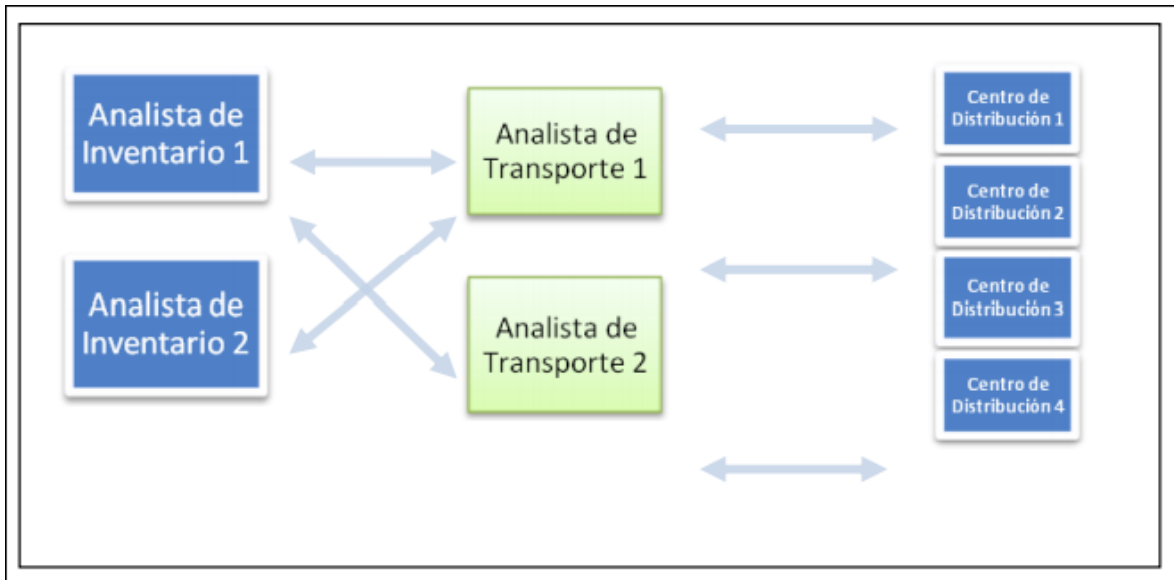 Analista de
Inventario 1
Analista de
Inventario 2
Analista de
Transporte 1
Analista de
Transporte 2
Centro de
Distribución 1
Centro de
Distribución 2
Centro de
Distribución 3
Centro de
Distribución 4